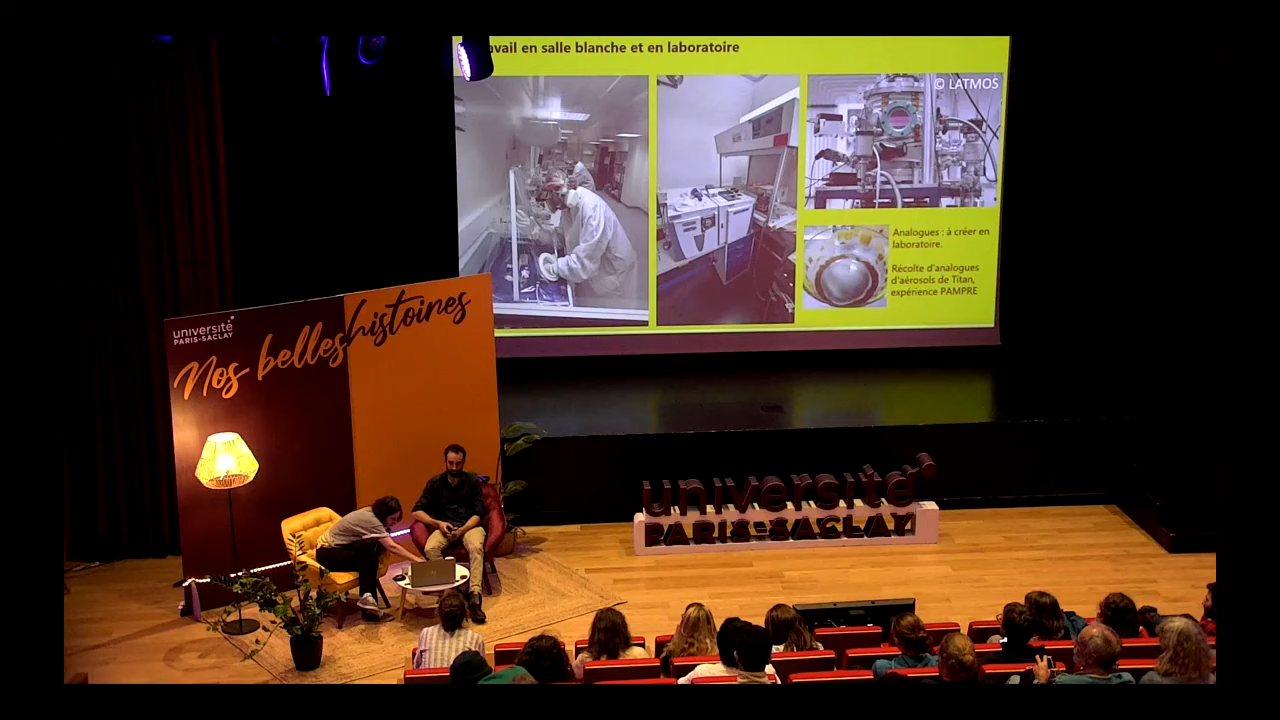 avail en salle blanche et en laboratoire
© LATMOS
Analogues : à créer en
laboratoire.
Récolte d'analogues
d'aérosols de Titan,
expérience PAMPRE
université
PARIS-SACLAY
Nos belles histoires
université
PARIS-SACLAY